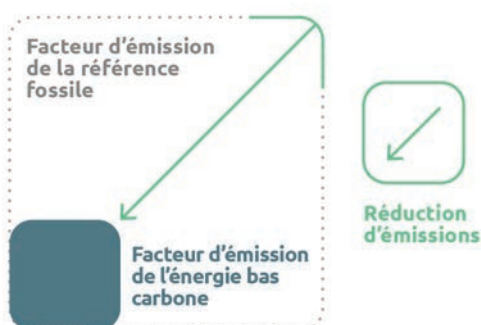 Facteur d’émission
de la référence
fossile
Facteur d’émission
de l’énergie bas
carbone
Réduction
d’émissions